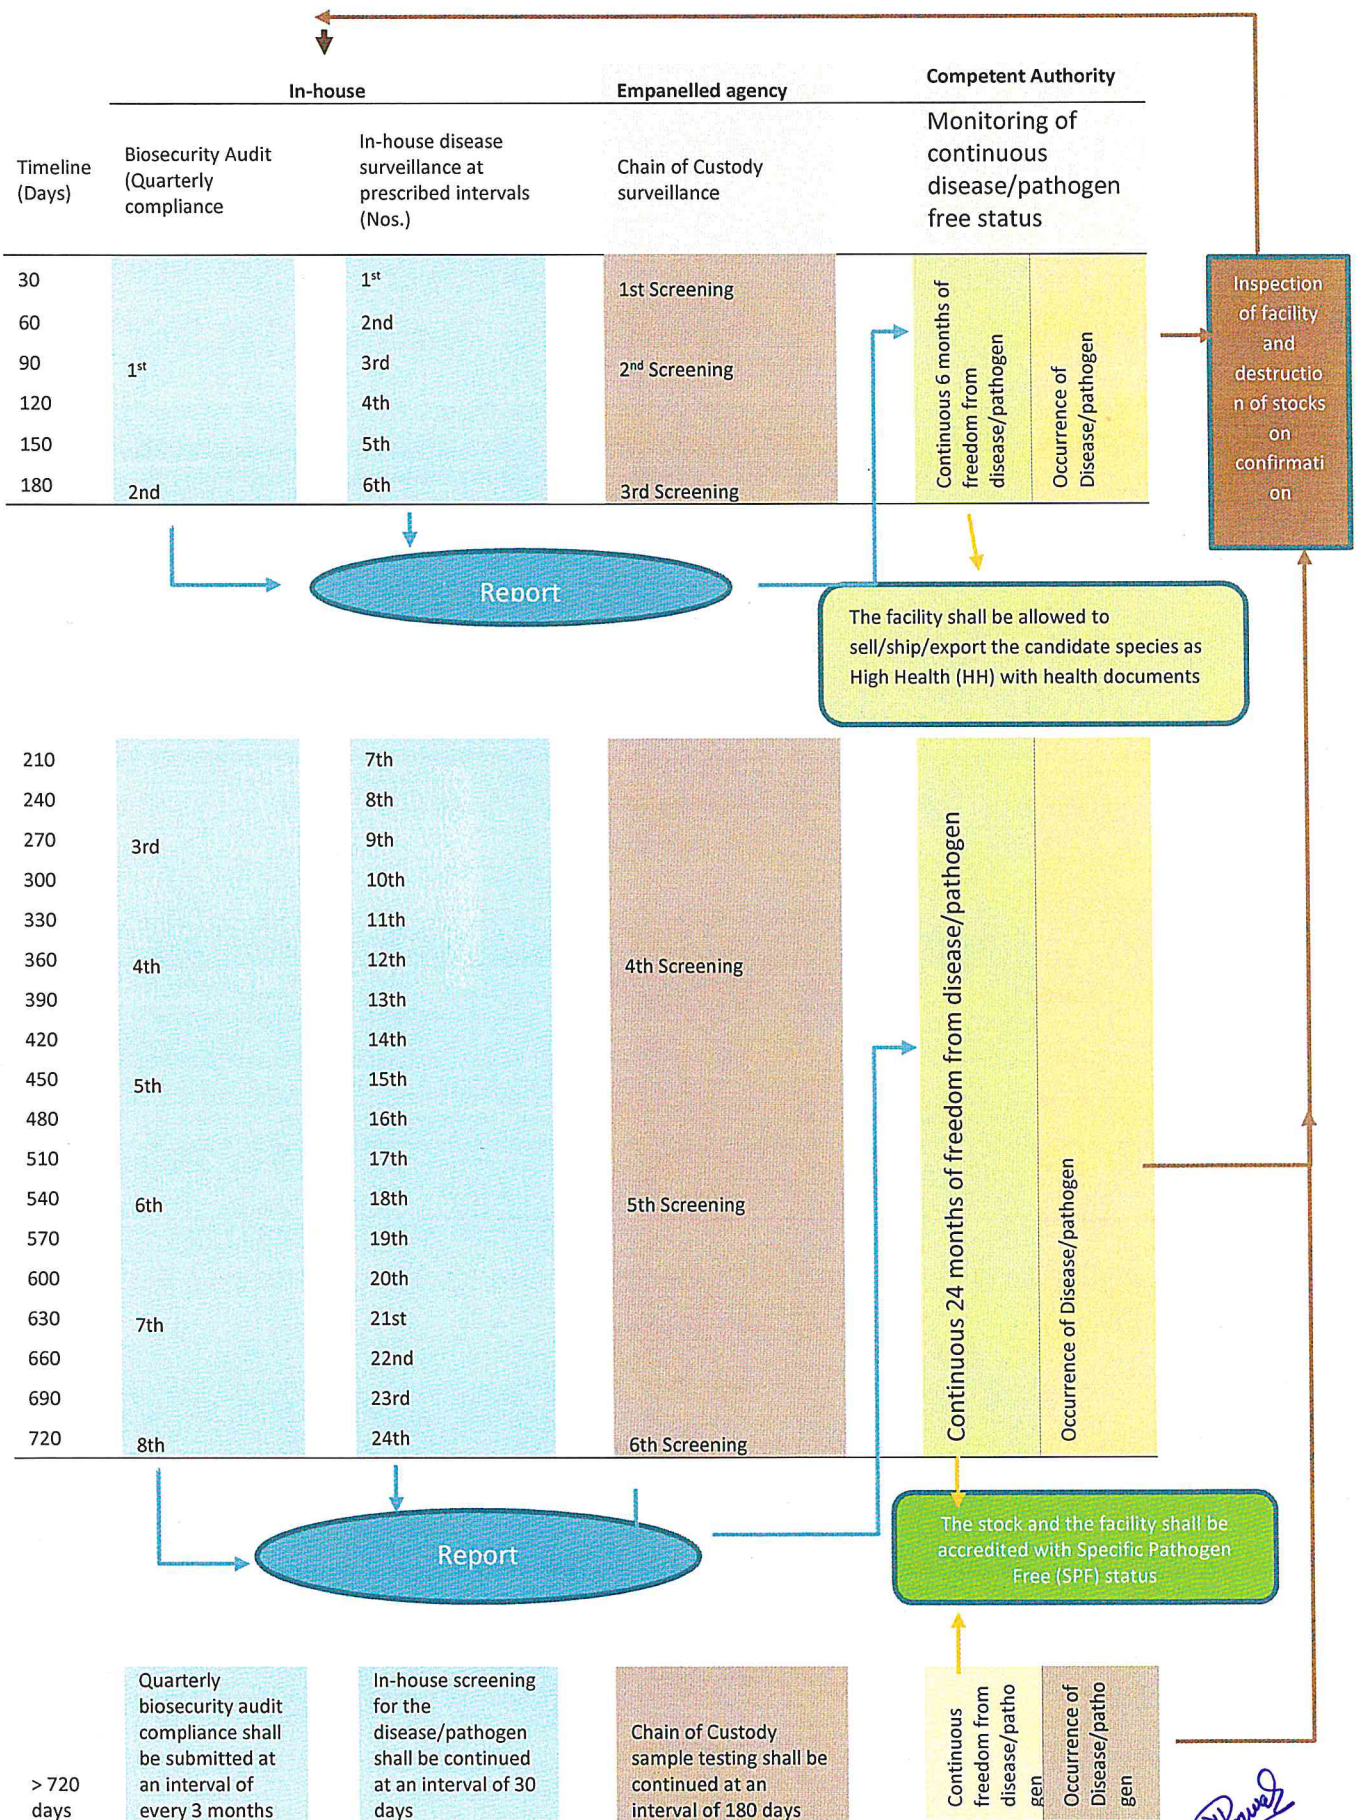 In-house
Empanelled agency
Competent Authority
Timeline
(Days)
Biosecurity Audit
(Quarterly
compliance
In-house disease
surveillance at
prescribed intervals
(Nos.)
Chain of Custody
surveillance
Monitoring of
continuous
disease/pathogen
free status
30 1st 1st Screening
60 2nd
90 1st 3rd 2nd Screening
120 4th
150 5th
180 2nd 6th 3rd Screening
Continuous 6 months of
freedom from
disease/pathogen
Occurrence of
Disease/pathogen
Inspection
of facility
and
destructio
n of stocks
on
confirmati
on
Report
The facility shall be allowed to
sell/ship/export the candidate species as
High Health (HH) with health documents
210 7th
240 8th
270 3rd 9th
300 10th
330 11th
360 4th 12th 4th Screening
390 13th
420 14th
450 5th 15th
480 16th
510 17th
540 6th 18th 5th Screening
570 19th
600 20th
630 7th 21st
660 22nd
690 23rd
720 8th 24th 6th Screening
Continuous 24 months of freedom from disease/pathogen
Occurrence of Disease/pathogen
Report
The stock and the facility shall be
accredited with Specific Pathogen
Free (SPF) status
> 720
days
Quarterly
biosecurity audit
compliance shall
be submitted at
an interval of
every 3 months
In-house screening
for the
disease/pathogen
shall be continued
at an interval of 30
days
Chain of Custody
sample testing shall be
continued at an
interval of 180 days
Continuous
freedom from
disease/patho
gen
Occurrence of
Disease/patho
gen